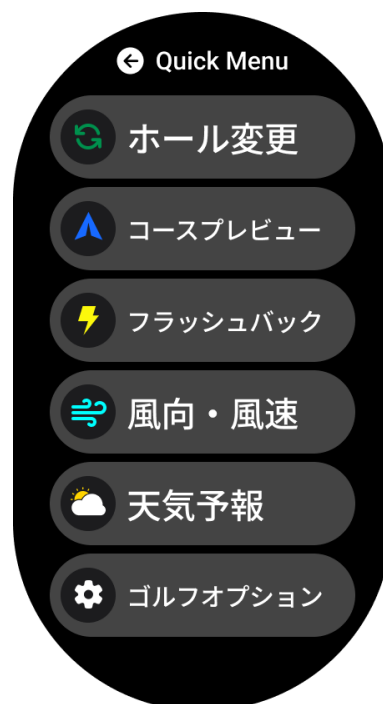 Quick Menu
ホール変更
コースプレビュー
フラッシュバック
風向・風速
天気予報
ゴルフオプション